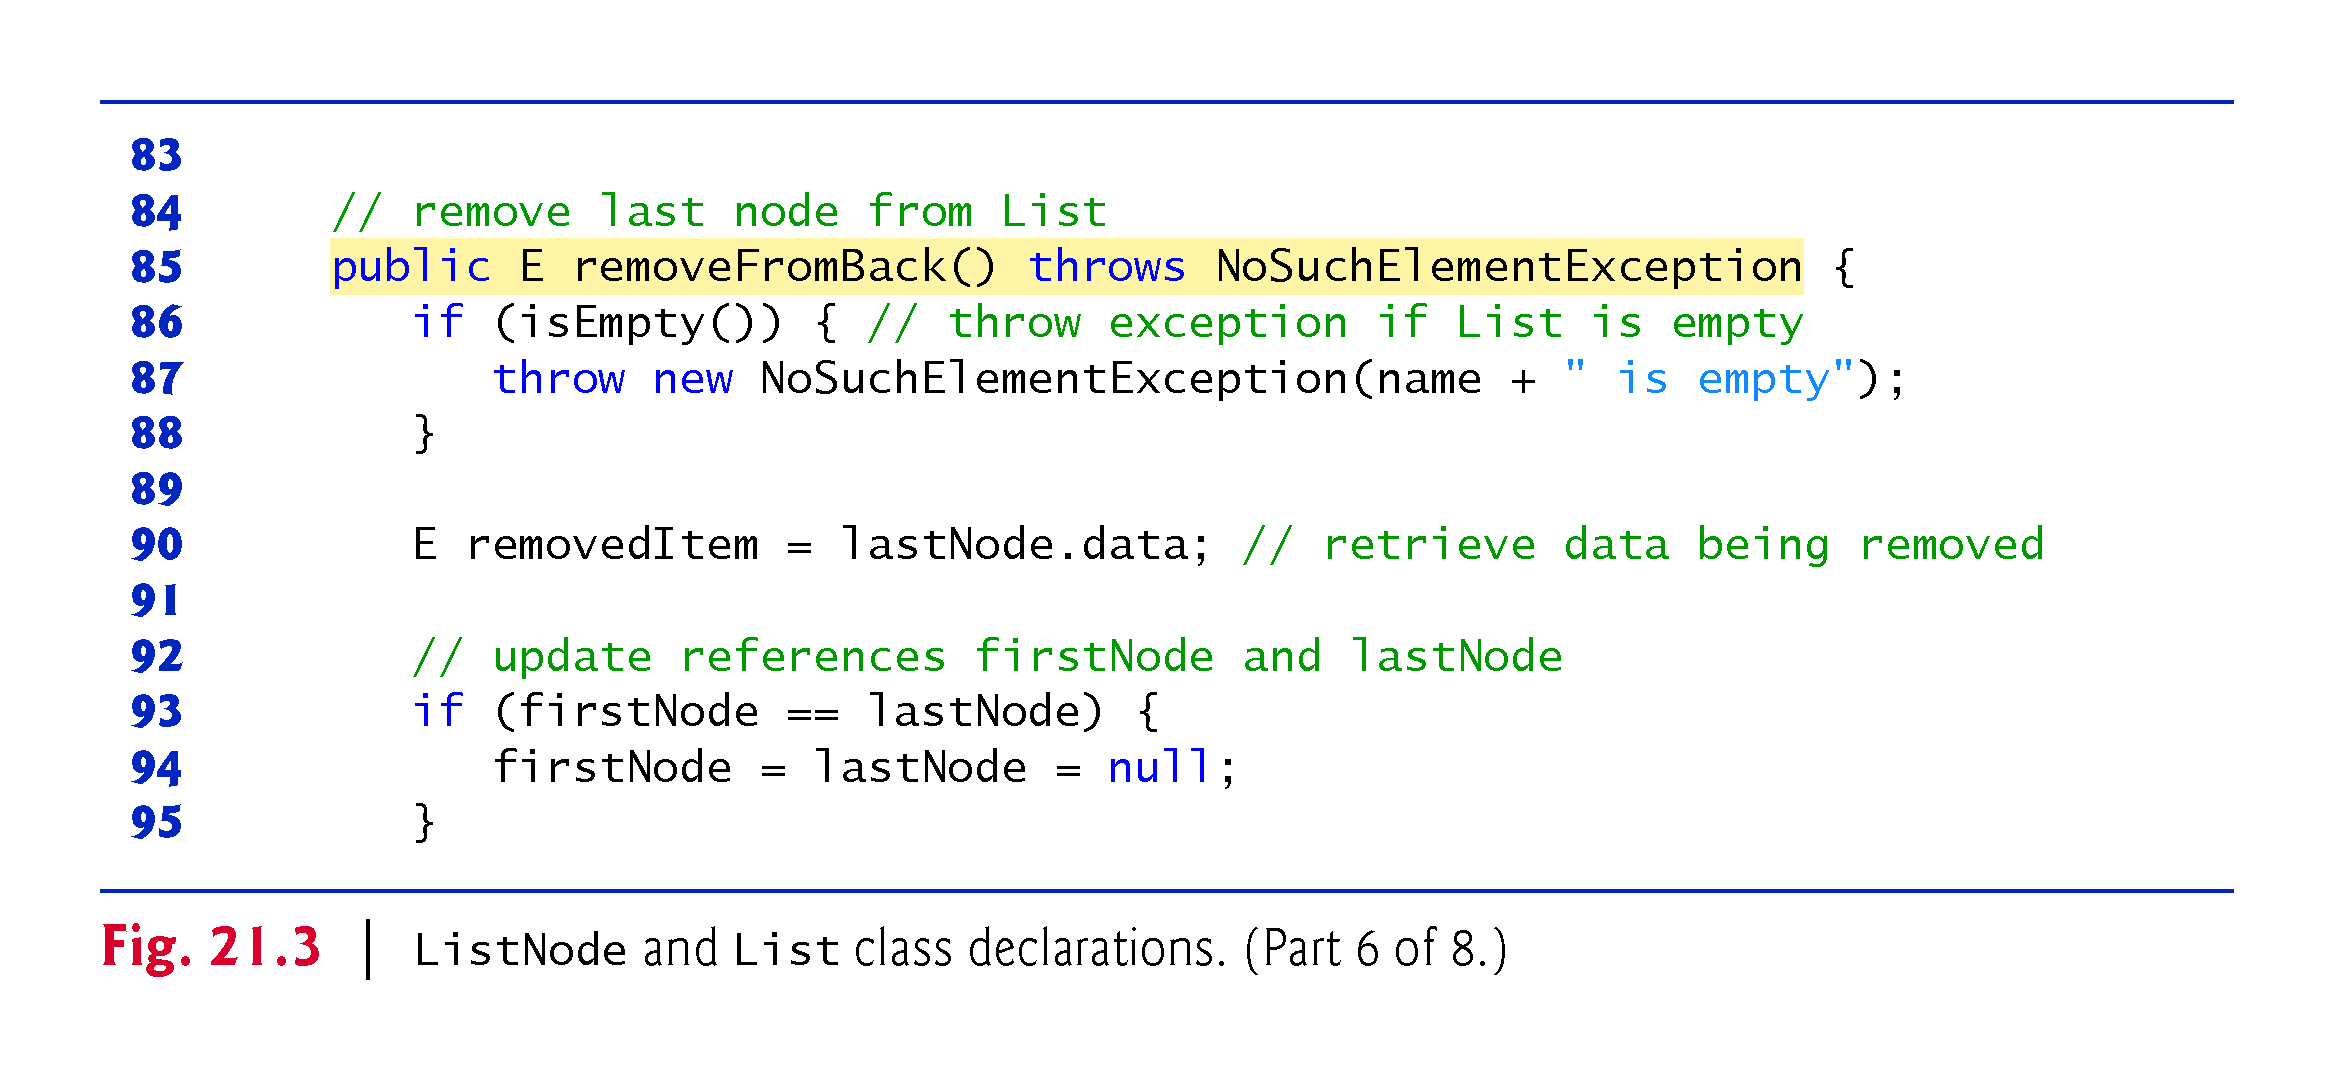 83
84 // remove last node from List
85 public E removeFromBack() throws NoSuchElementException {
86 if (isEmpty()) { // throw exception if List is empty
87 throw new NoSuchElementException(name + " is empty");
88 }
89
90 E removedItem = lastNode.data; // retrieve data being removed
91
92 // update references firstNode and lastNode
93 if (firstNode == lastNode) {
94 firstNode = lastNode = null;
95 }
Fig. 21.3 | ListNode and List class declarations. (Part 6 of 8.)